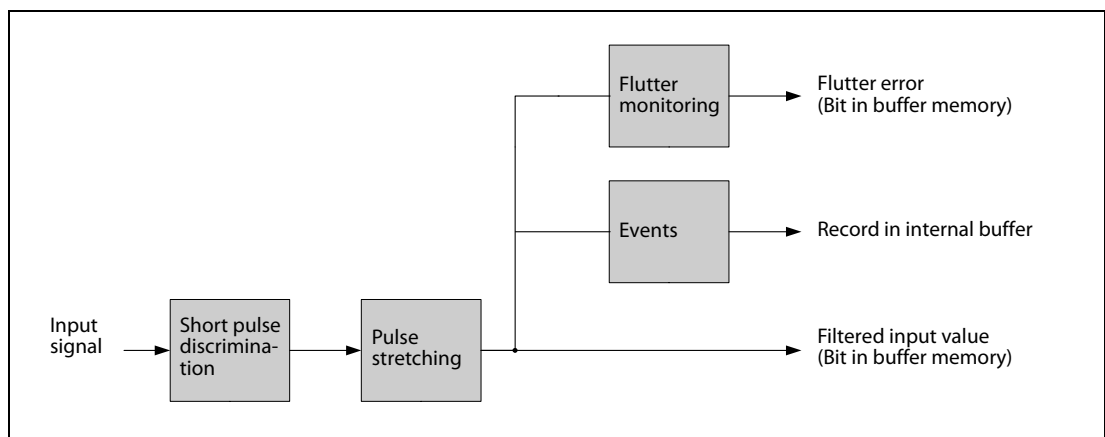 Flutter
monitoring
Flutter error
(Bit in buffer memory)
Events
Record in internal buffer
Input
signal
Short pulse
discrimina-
tion
Pulse
stretching
Filtered input value
(Bit in buffer memory)